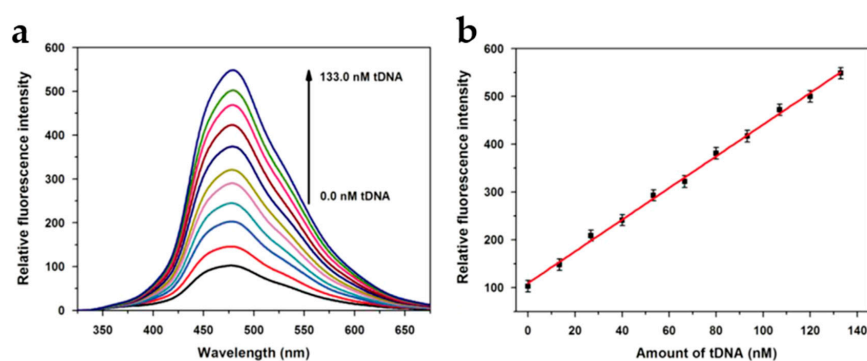 a
600
500
400
300
200
100
0
Relative fluorescence intensity
133.0 nM tDNA
0.0 nM tDNA
350 400 450 500 550 600 650
Wavelength (nm)
b
600
500
400
300
200
100
Relative fluorescence intensity
0 20 40 60 80 100 120 140
Amount of tDNA (nM)